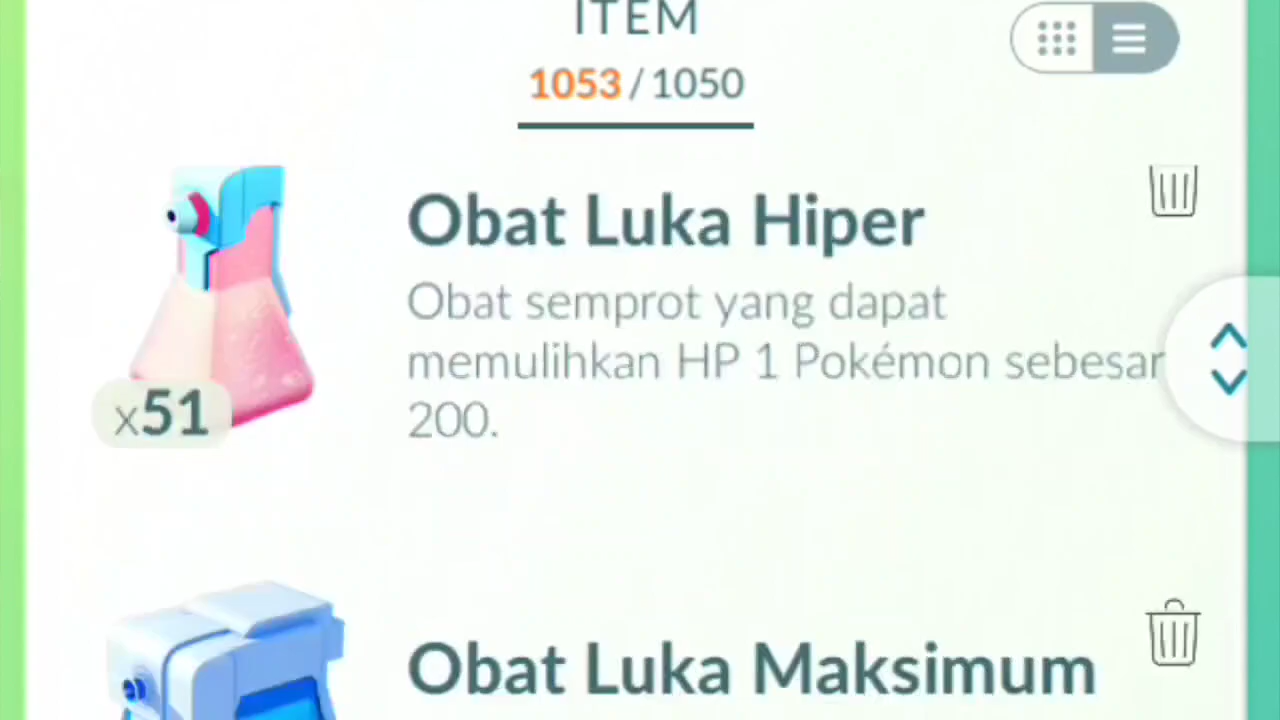 ITEM
1053 / 1050
Obat Luka Hiper
Obat semprot yang dapat
memulihkan HP 1 Pokémon sebesar
200.
x51
Obat Luka Maksimum